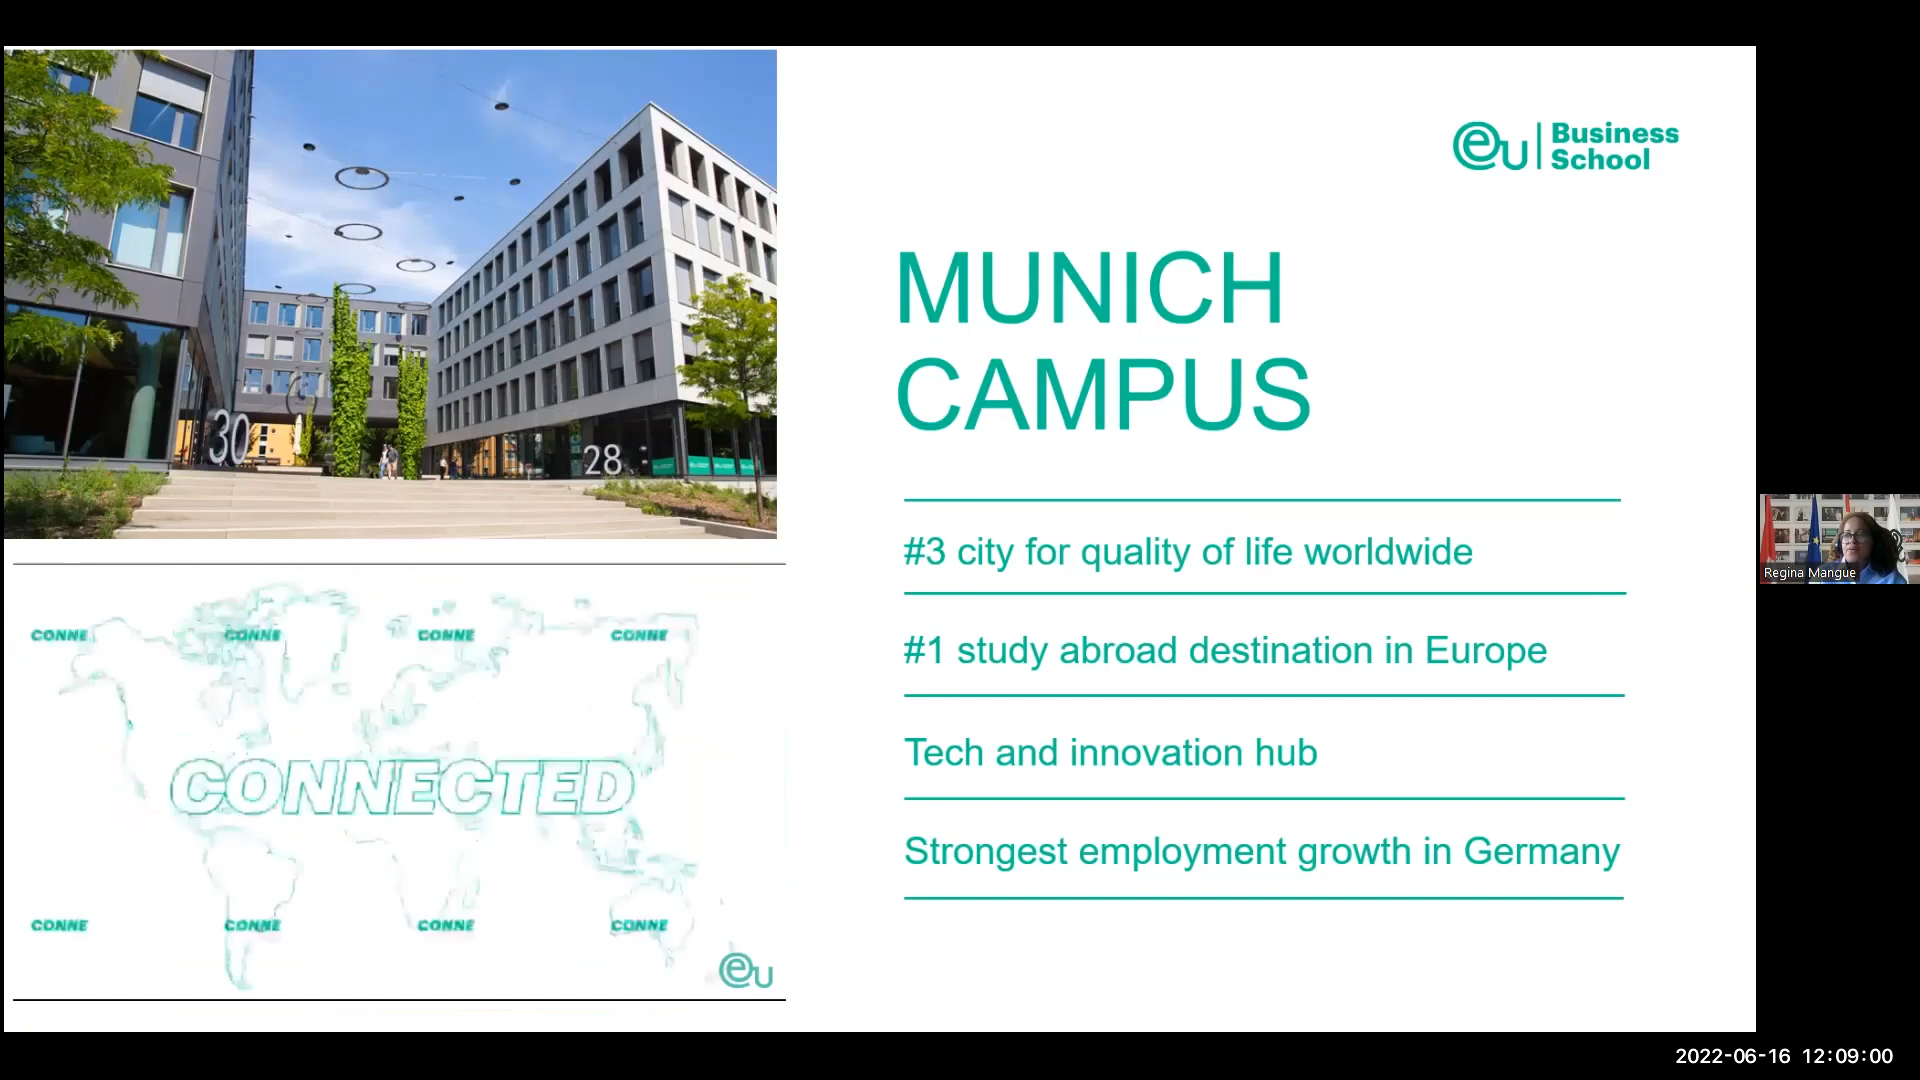 30
28
eu Business
School
MUNICH
CAMPUS
#3 city for quality of life worldwide
#1 study abroad destination in Europe
Tech and innovation hub
Strongest employment growth in Germany
CONNE CONNE CONNE CONNE
CONNECTED
CONNE CONNE CONNE CONNE
eu
Regina Mangue
2022-06-16 12:09:00